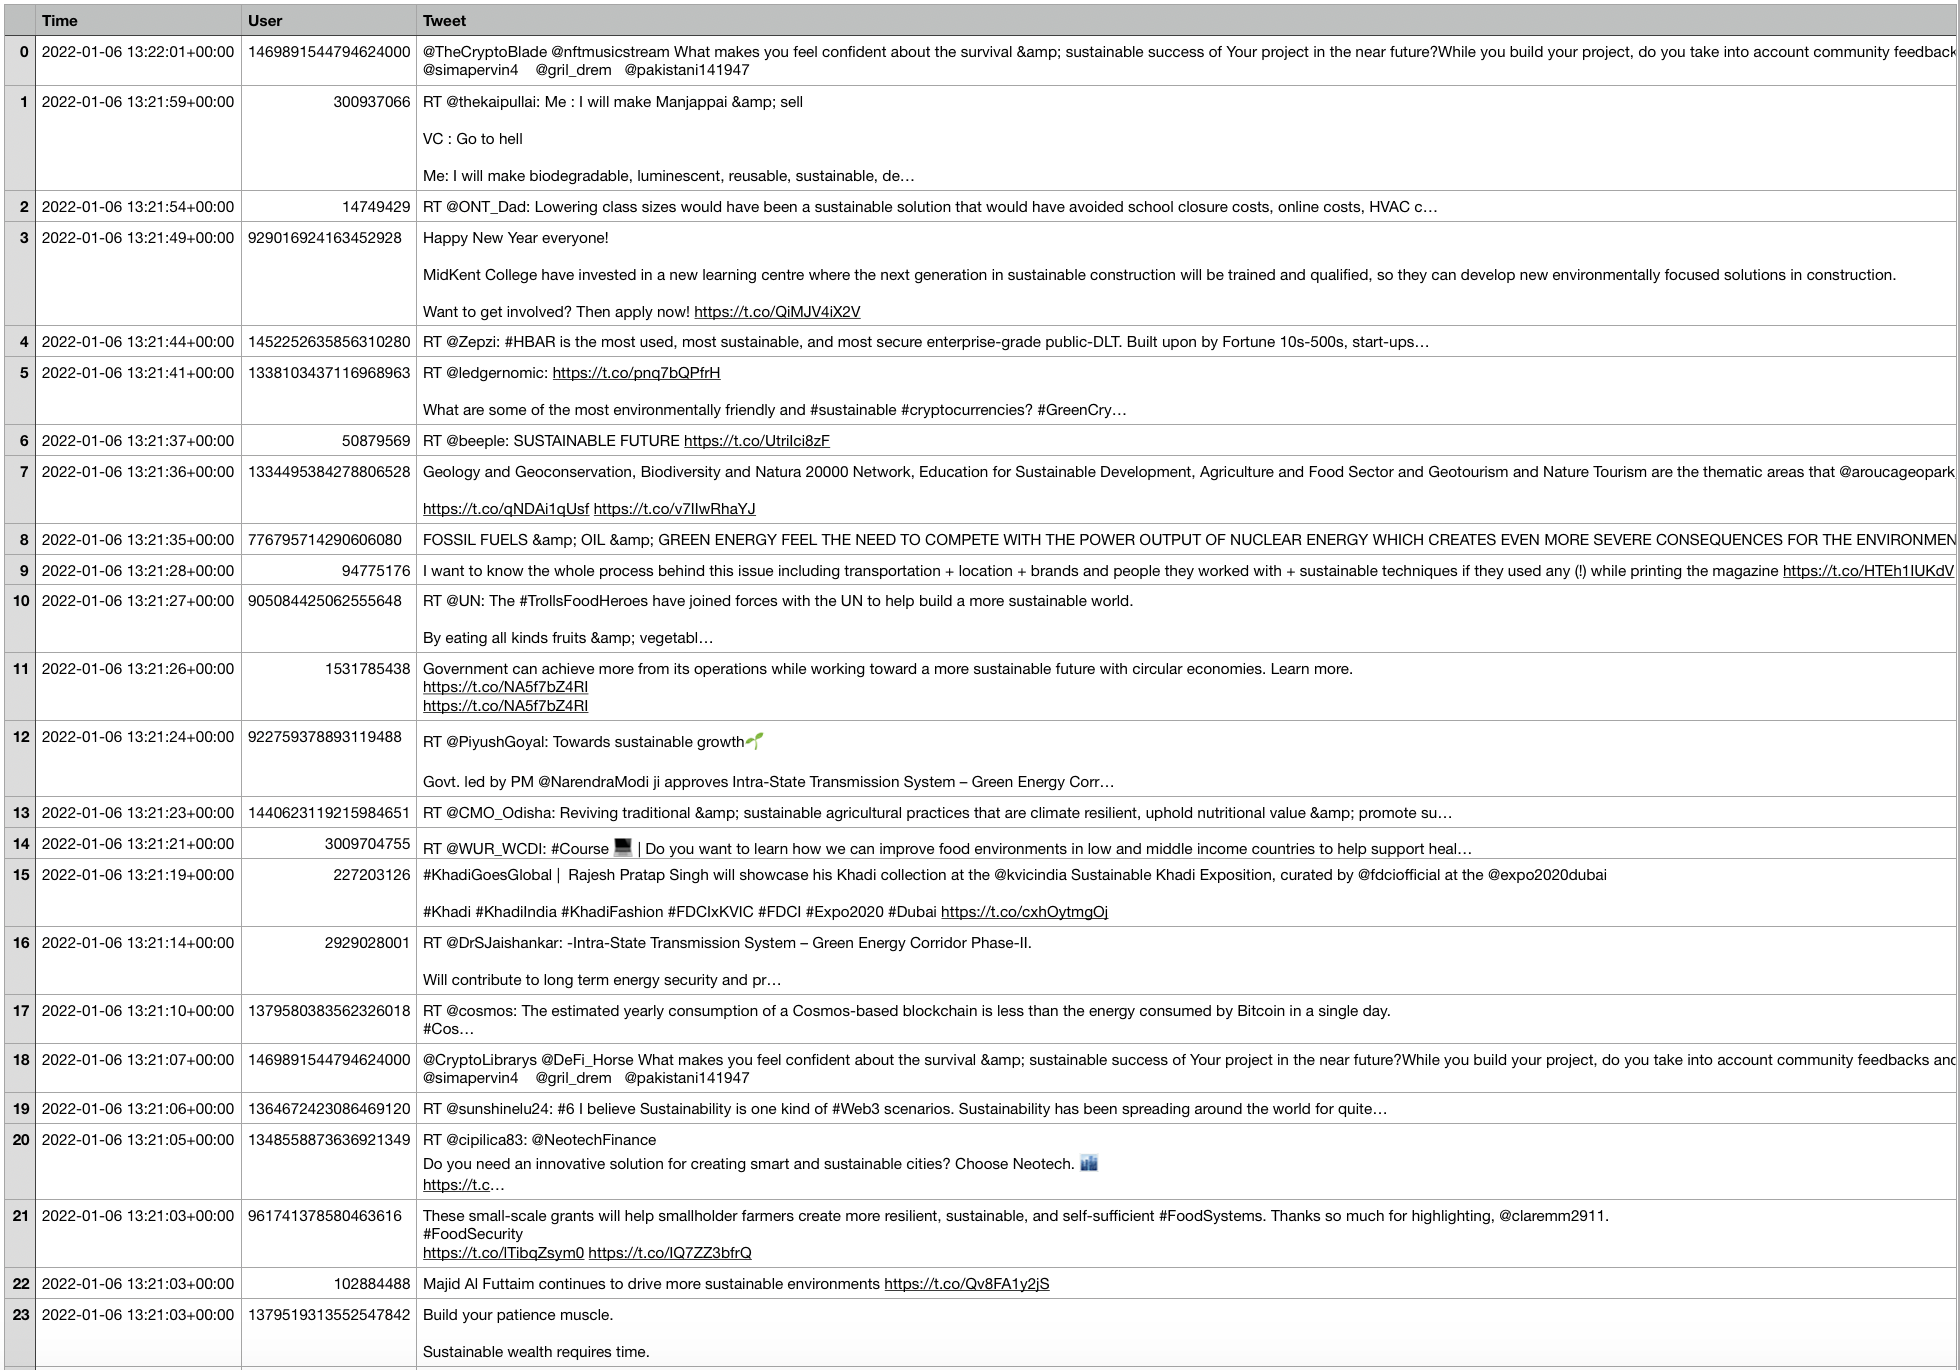 Time User Tweet
0 2022-01-06 13:22:01+00:00 1469891544794624000 @TheCryptoBlade @nftmusicstream What makes you feel confident about the survival &amp; sustainable success of Your project in the near future?While you build your project, do you take into account community feedback
@simapervin4 @gril_drem @pakistani141947
1 2022-01-06 13:21:59+00:00 300937066 RT @thekaipullai: Me : I will make Manjappai &amp; sell
VC : Go to hell
Me: I will make biodegradable, luminescent, reusable, sustainable, de…
2 2022-01-06 13:21:54+00:00 14749429 RT @ONT_Dad: Lowering class sizes would have been a sustainable solution that would have avoided school closure costs, online costs, HVAC c…
3 2022-01-06 13:21:49+00:00 929016924163452928 Happy New Year everyone!
MidKent College have invested in a new learning centre where the next generation in sustainable construction will be trained and qualified, so they can develop new environmentally focused solutions in construction.
Want to get involved? Then apply now! https://t.co/QiMJV4iX2V
4 2022-01-06 13:21:44+00:00 1452252635856310280 RT @Zepzi: #HBAR is the most used, most sustainable, and most secure enterprise-grade public-DLT. Built upon by Fortune 10s-500s, start-ups…
5 2022-01-06 13:21:41+00:00 1338103437116968963 RT @ledgernomic: https://t.co/pnq7bQPfrH
What are some of the most environmentally friendly and #sustainable #cryptocurrencies? #GreenCry…
6 2022-01-06 13:21:37+00:00 50879569 RT @beeple: SUSTAINABLE FUTURE https://t.co/UtriIci8zF
7 2022-01-06 13:21:36+00:00 1334495384278806528 Geology and Geoconservation, Biodiversity and Natura 20000 Network, Education for Sustainable Development, Agriculture and Food Sector and Geotourism and Nature Tourism are the thematic areas that @aroucageopark
https://t.co/qNDAi1qUsf https://t.co/v7IIwRhaYJ
8 2022-01-06 13:21:35+00:00 776795714290606080 FOSSIL FUELS &amp; OIL &amp; GREEN ENERGY FEEL THE NEED TO COMPETE WITH THE POWER OUTPUT OF NUCLEAR ENERGY WHICH CREATES EVEN MORE SEVERE CONSEQUENCES FOR THE ENVIRONMEN
9 2022-01-06 13:21:28+00:00 94775176 I want to know the whole process behind this issue including transportation + location + brands and people they worked with + sustainable techniques if they used any (!) while printing the magazine https://t.co/HTEh1IUKdV
10 2022-01-06 13:21:27+00:00 905084425062555648 RT @UN: The #TrollsFoodHeroes have joined forces with the UN to help build a more sustainable world.
By eating all kinds fruits &amp; vegetabl…
11 2022-01-06 13:21:26+00:00 1531785438 Government can achieve more from its operations while working toward a more sustainable future with circular economies. Learn more.
https://t.co/NA5f7bZ4RI
https://t.co/NA5f7bZ4RI
12 2022-01-06 13:21:24+00:00 922759378893119488 RT @PiyushGoyal: Towards sustainable growth🌱
Govt. led by PM @NarendraModi ji approves Intra-State Transmission System – Green Energy Corr…
13 2022-01-06 13:21:23+00:00 1440623119215984651 RT @CMO_Odisha: Reviving traditional &amp; sustainable agricultural practices that are climate resilient, uphold nutritional value &amp; promote su…
14 2022-01-06 13:21:21+00:00 3009704755 RT @WUR_WCDI: #Course 💻 | Do you want to learn how we can improve food environments in low and middle income countries to help support heal…
15 2022-01-06 13:21:19+00:00 227203126 #KhadiGoesGlobal | Rajesh Pratap Singh will showcase his Khadi collection at the @kvicindia Sustainable Khadi Exposition, curated by @fdciofficial at the @expo2020dubai
#Khadi #KhadiIndia #KhadiFashion #FDCIxKVIC #FDCI #Expo2020 #Dubai https://t.co/cxhOytmgOj
16 2022-01-06 13:21:14+00:00 2929028001 RT @DrSJaishankar: -Intra-State Transmission System – Green Energy Corridor Phase-II.
Will contribute to long term energy security and pr…
17 2022-01-06 13:21:10+00:00 1379580383562326018 RT @cosmos: The estimated yearly consumption of a Cosmos-based blockchain is less than the energy consumed by Bitcoin in a single day.
#Cos…
18 2022-01-06 13:21:07+00:00 1469891544794624000 @CryptoLibrarys @DeFi_Horse What makes you feel confident about the survival &amp; sustainable success of Your project in the near future?While you build your project, do you take into account community feedbacks and
@simapervin4 @gril_drem @pakistani141947
19 2022-01-06 13:21:06+00:00 1364672423086469120 RT @sunshinelu24: #6 I believe Sustainability is one kind of #Web3 scenarios. Sustainability has been spreading around the world for quite…
20 2022-01-06 13:21:05+00:00 1348558873636921349 RT @cipilica83: @NeotechFinance
Do you need an innovative solution for creating smart and sustainable cities? Choose Neotech. 🏙️
https://t.c…
21 2022-01-06 13:21:03+00:00 961741378580463616 These small-scale grants will help smallholder farmers create more resilient, sustainable, and self-sufficient #FoodSystems. Thanks so much for highlighting, @claremm2911.
#FoodSecurity
https://t.co/lTibqZsym0 https://t.co/IQ7ZZ3bfrQ
22 2022-01-06 13:21:03+00:00 102884488 Majid Al Futtaim continues to drive more sustainable environments https://t.co/Qv8FA1y2jS
23 2022-01-06 13:21:03+00:00 1379519313552547842 Build your patience muscle.
Sustainable wealth requires time.